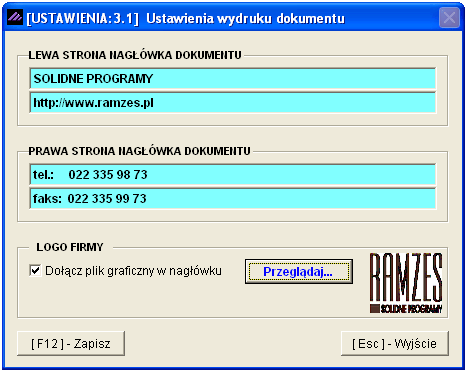 [USTAWIENIA:3.1] Ustawienia wydruku dokumentu
LEWA STRONA NAGŁÓWKA DOKUMENTU
SOLIDNE PROGRAMY
http://www.ramzes.pl
PRAWA STRONA NAGŁÓWKA DOKUMENTU
tel.: 022 335 98 73
faks: 022 335 99 73
LOGO FIRMY
Dołącz plik graficzny w nagłówku
Przeglądaj...
RAMZES
SOLIDNE PROGRAMY
[ F12 ] - Zapisz
[ Esc ] - Wyjście